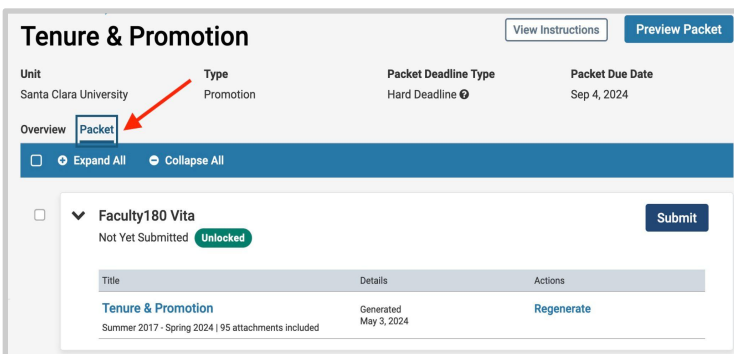 Tenure & Promotion
View Instructions
Preview Packet
Unit
Type
Packet Deadline Type
Packet Due Date
Santa Clara University
Promotion
Hard Deadline
Sep 4, 2024
Overview
Packet
Expand All
Collapse All
Faculty180 Vita
Submit
Not Yet Submitted
Unlocked
Title
Details
Actions
Tenure & Promotion
Generated
Regenerate
May 3, 2024
Summer 2017 - Spring 2024 | 95 attachments included